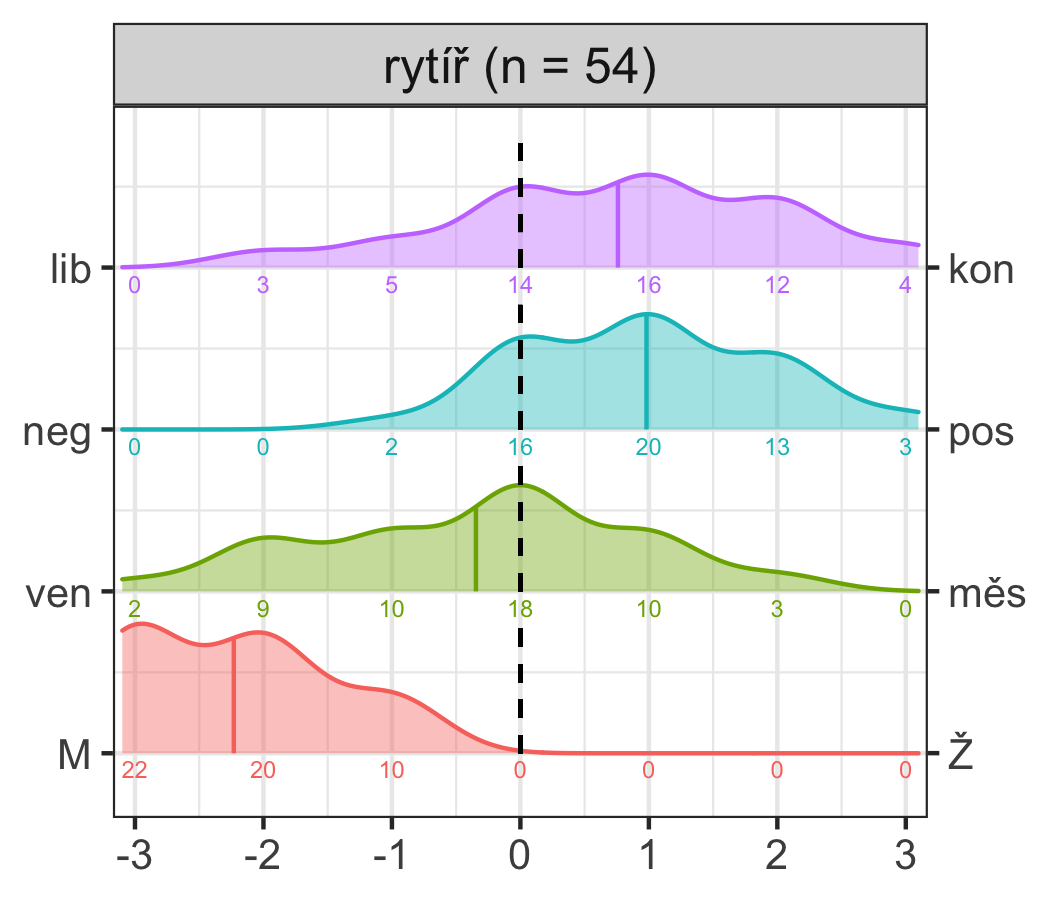 rytíř (n = 54)
lib kon
0 3 5 14 16 12 4
neg pos
0 0 2 16 20 13 3
ven měs
2 9 10 18 10 3 0
M Ž
22 20 10 0 0 0 0
-3 -2 -1 0 1 2 3